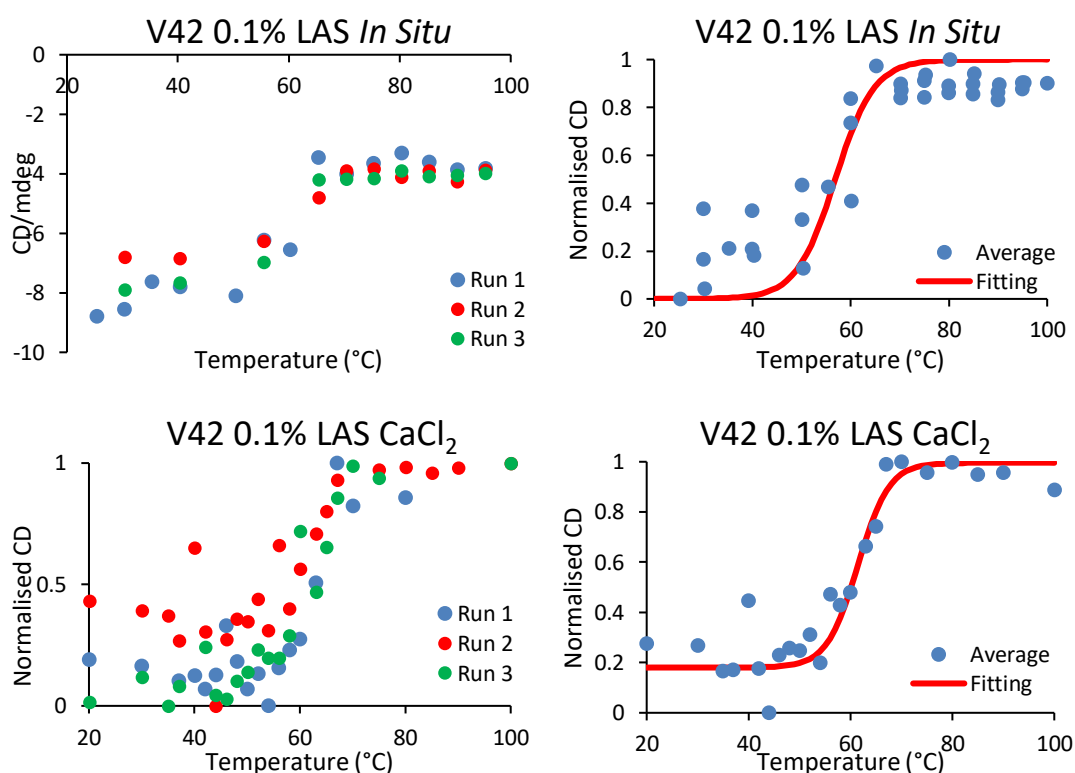 V42 0.1% LAS In Situ
0
20
40
60
80
100
-2
-4
-6
-8
-10
CD/mdeg
Run 1
Run 2
Run 3
Temperature (°C)
V42 0.1% LAS In Situ
1
0.8
0.6
0.4
0.2
0
Normalised CD
Average
Fitting
20
40
60
80
100
Temperature (°C)
V42 0.1% LAS CaCl₂
1
0.5
0
Normalised CD
Run 1
Run 2
Run 3
20
40
60
80
100
Temperature (°C)
V42 0.1% LAS CaCl₂
1
0.8
0.6
0.4
0.2
0
Normalised CD
Average
Fitting
20
40
60
80
100
Temperature (°C)